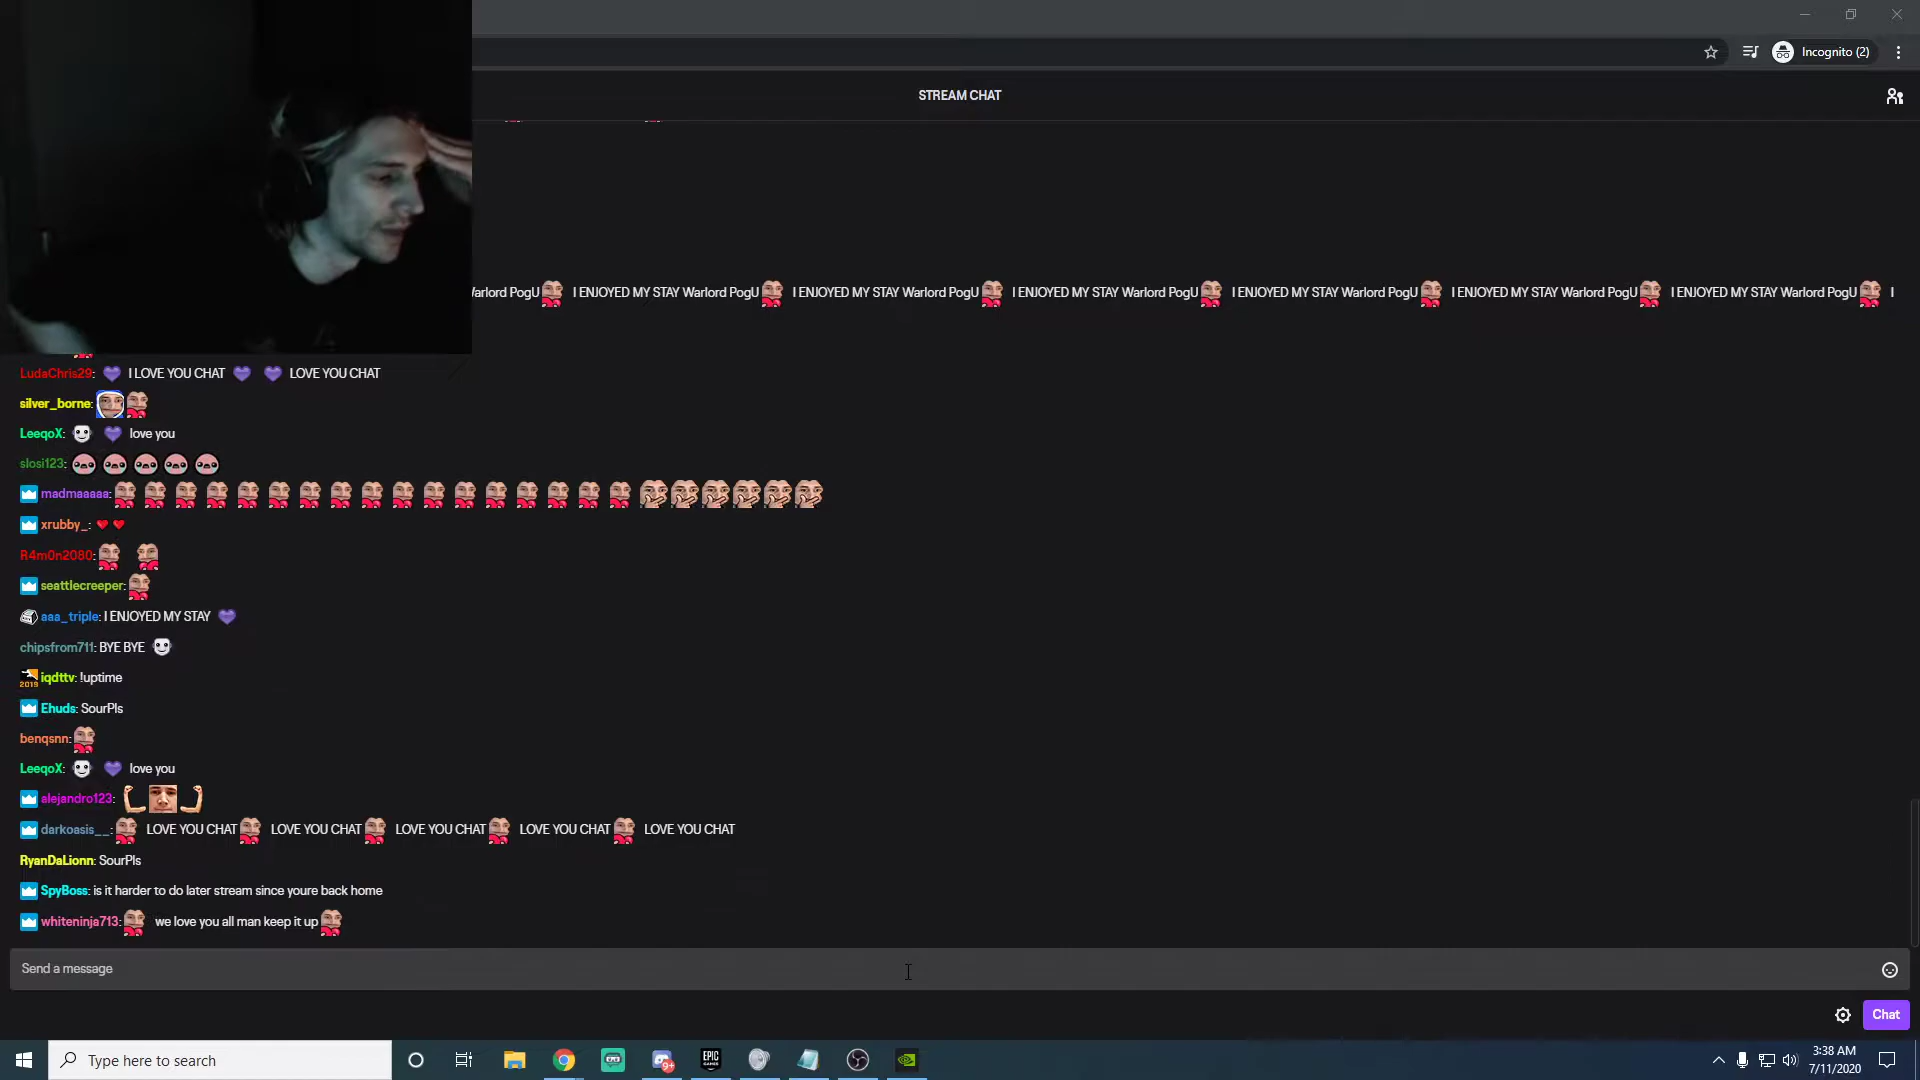 Incognito (2)
STREAM CHAT
Warlord PogU I ENJOYED MY STAY Warlord PogU I ENJOYED MY STAY Warlord PogU I ENJOYED MY STAY Warlord PogU I ENJOYED MY STAY Warlord PogU I ENJOYED MY STAY Warlord PogU I ENJOYED MY STAY Warlord PogU I
LudaChris29: I LOVE YOU CHAT LOVE YOU CHAT
silver_borne:
LeeqoX: love you
slosi123:
madmaaaaa:
xrubby_:
R4m0n2080:
seattlecreeper:
aaa_triple: I ENJOYED MY STAY
chipsfrom711: BYE BYE
2019 iqdttv: !uptime
Ehuds: SourPls
benqsnn:
LeeqoX: love you
alejandro123:
darkoasis__: LOVE YOU CHAT LOVE YOU CHAT LOVE YOU CHAT LOVE YOU CHAT LOVE YOU CHAT
RyanDaLionn: SourPls
SpyBoss: is it harder to do later stream since youre back home
whiteninja713: we love you all man keep it up
Send a message
Chat
Type here to search
9+
EPIC GAMES
3:38 AM
7/11/2020